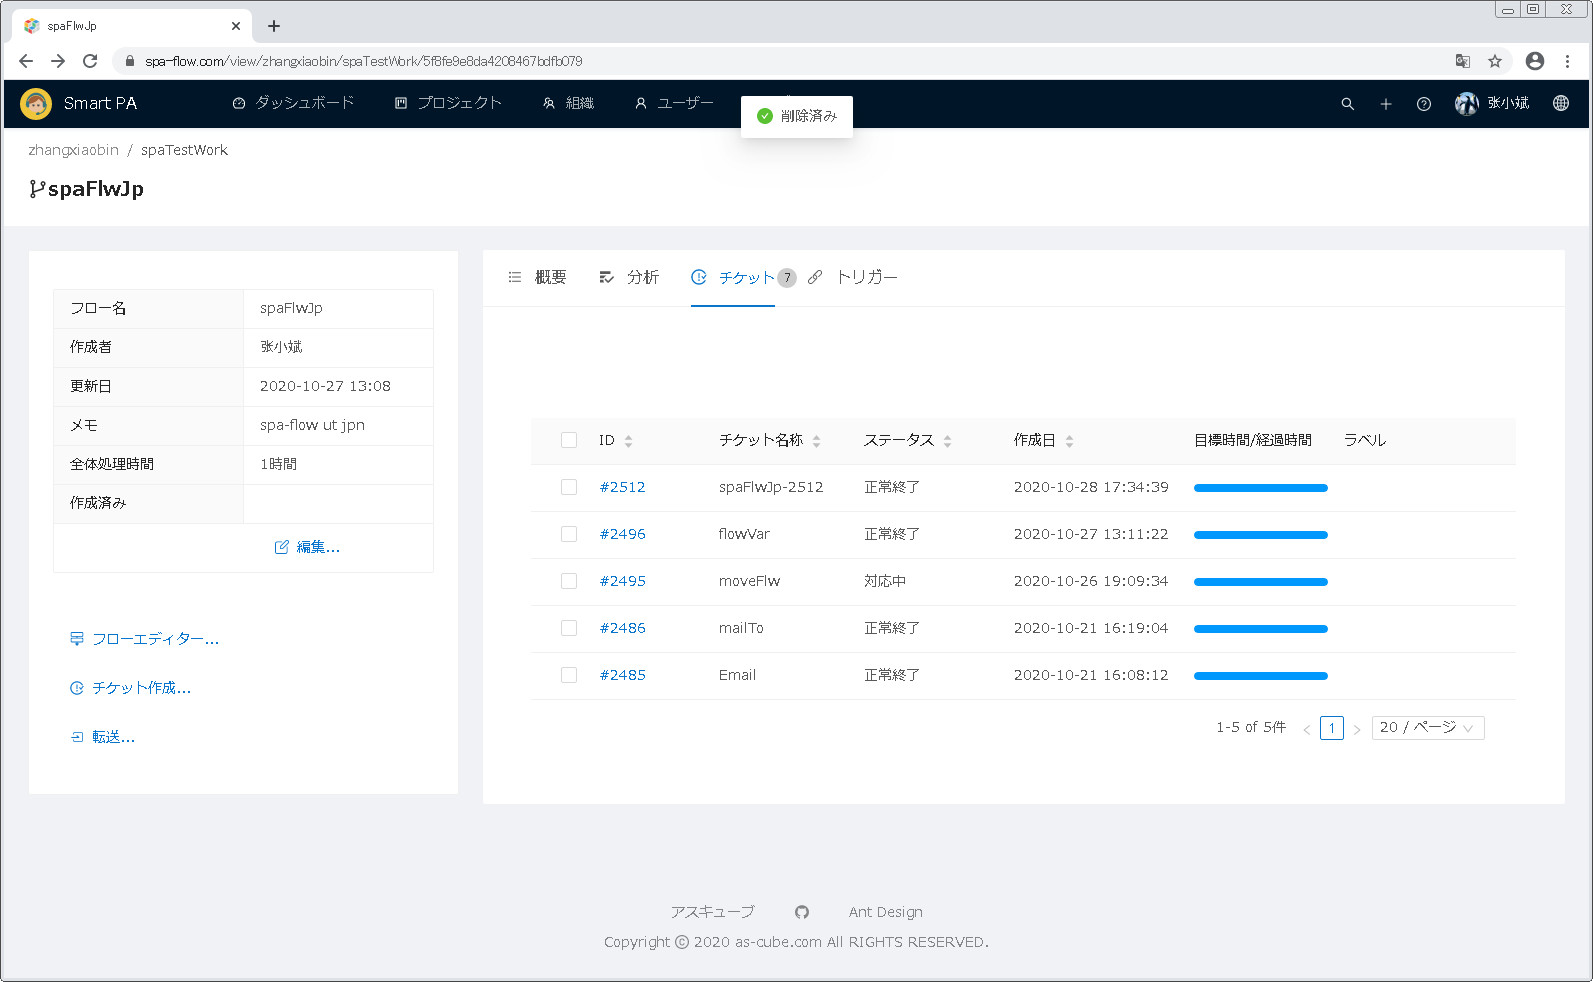 spaFlwJp
spa-flow.com/view/zhangxiaobin/spaTestWork/5f8fe9e8da4208467bdfb079
Smart PA ダッシュボード プロジェクト 組織 ユーザー 张小斌
削除済み
zhangxiaobin / spaTestWork
spaFlwJp
フロー名 spaFlwJp
作成者 张小斌
更新日 2020-10-27 13:08
メモ spa-flow ut jpn
全体処理時間 1時間
作成済み
編集...
フローエディター...
チケット作成...
転送...
概要 分析 チケット 7 トリガー
ID チケット名称 ステータス 作成日 目標時間/経過時間 ラベル
#2512 spaFlwJp-2512 正常終了 2020-10-28 17:34:39
#2496 flowVar 正常終了 2020-10-27 13:11:22
#2495 moveFlw 対応中 2020-10-26 19:09:34
#2486 mailTo 正常終了 2020-10-21 16:19:04
#2485 Email 正常終了 2020-10-21 16:08:12
1-5 of 5件 < 1 > 20 / ページ
アスキューブ Ant Design
Copyright © 2020 as-cube.com All RIGHTS RESERVED.